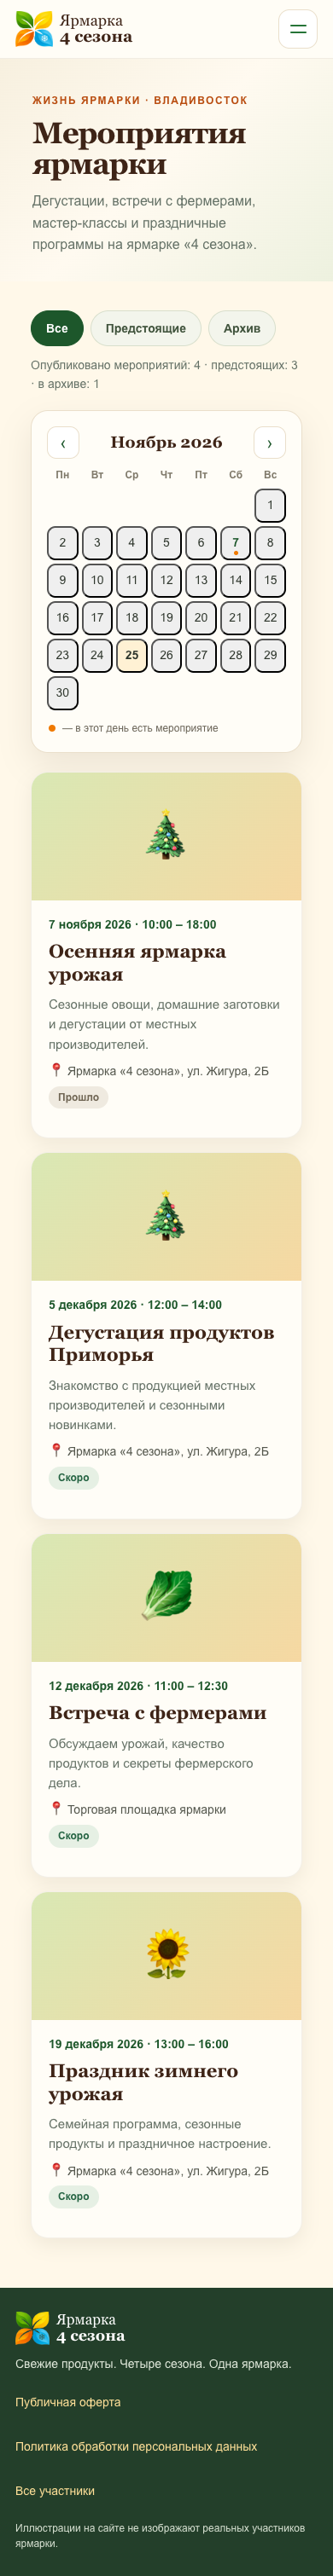 Ярмарка
4 сезона
ЖИЗНЬ ЯРМАРКИ · ВЛАДИВОСТОК
Мероприятия
ярмарки
Дегустации, встречи с фермерами,
мастер-классы и праздничные
программы на ярмарке «4 сезона».
Все Предстоящие Архив
Опубликовано мероприятий: 4 · предстоящих: 3
· в архиве: 1
‹ Ноябрь 2026 ›
Пн Вт Ср Чт Пт Сб Вс
1
2 3 4 5 6 7 8
9 10 11 12 13 14 15
16 17 18 19 20 21 22
23 24 25 26 27 28 29
30
— в этот день есть мероприятие
7 ноября 2026 · 10:00 – 18:00
Осенняя ярмарка
урожая
Сезонные овощи, домашние заготовки
и дегустации от местных
производителей.
Ярмарка «4 сезона», ул. Жигура, 2Б
Прошло
5 декабря 2026 · 12:00 – 14:00
Дегустация продуктов
Приморья
Знакомство с продукцией местных
производителей и сезонными
новинками.
Ярмарка «4 сезона», ул. Жигура, 2Б
Скоро
12 декабря 2026 · 11:00 – 12:30
Встреча с фермерами
Обсуждаем урожай, качество
продуктов и секреты фермерского
дела.
Торговая площадка ярмарки
Скоро
19 декабря 2026 · 13:00 – 16:00
Праздник зимнего
урожая
Семейная программа, сезонные
продукты и праздничное настроение.
Ярмарка «4 сезона», ул. Жигура, 2Б
Скоро
Ярмарка
4 сезона
Свежие продукты. Четыре сезона. Одна ярмарка.
Публичная оферта
Политика обработки персональных данных
Все участники
Иллюстрации на сайте не изображают реальных участников
ярмарки.